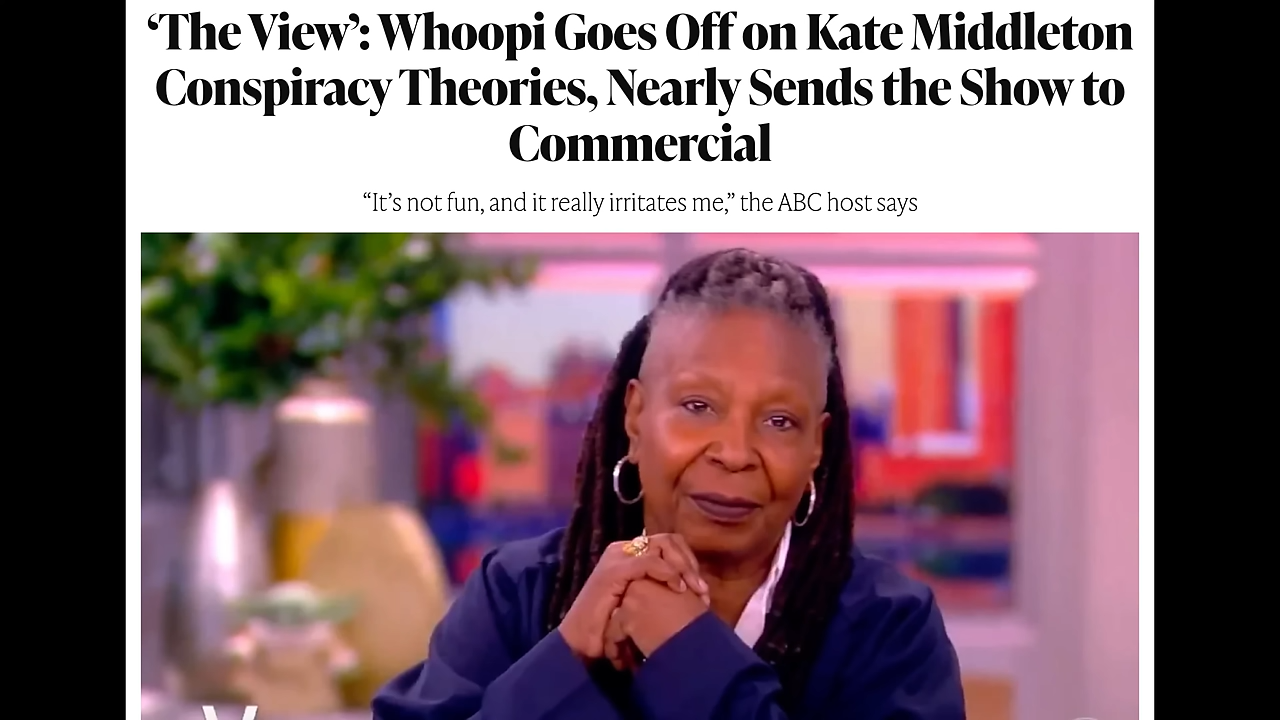 ‘The View’: Whoopi Goes Off on Kate Middleton
Conspiracy Theories, Nearly Sends the Show to
Commercial
“It’s not fun, and it really irritates me,” the ABC host says